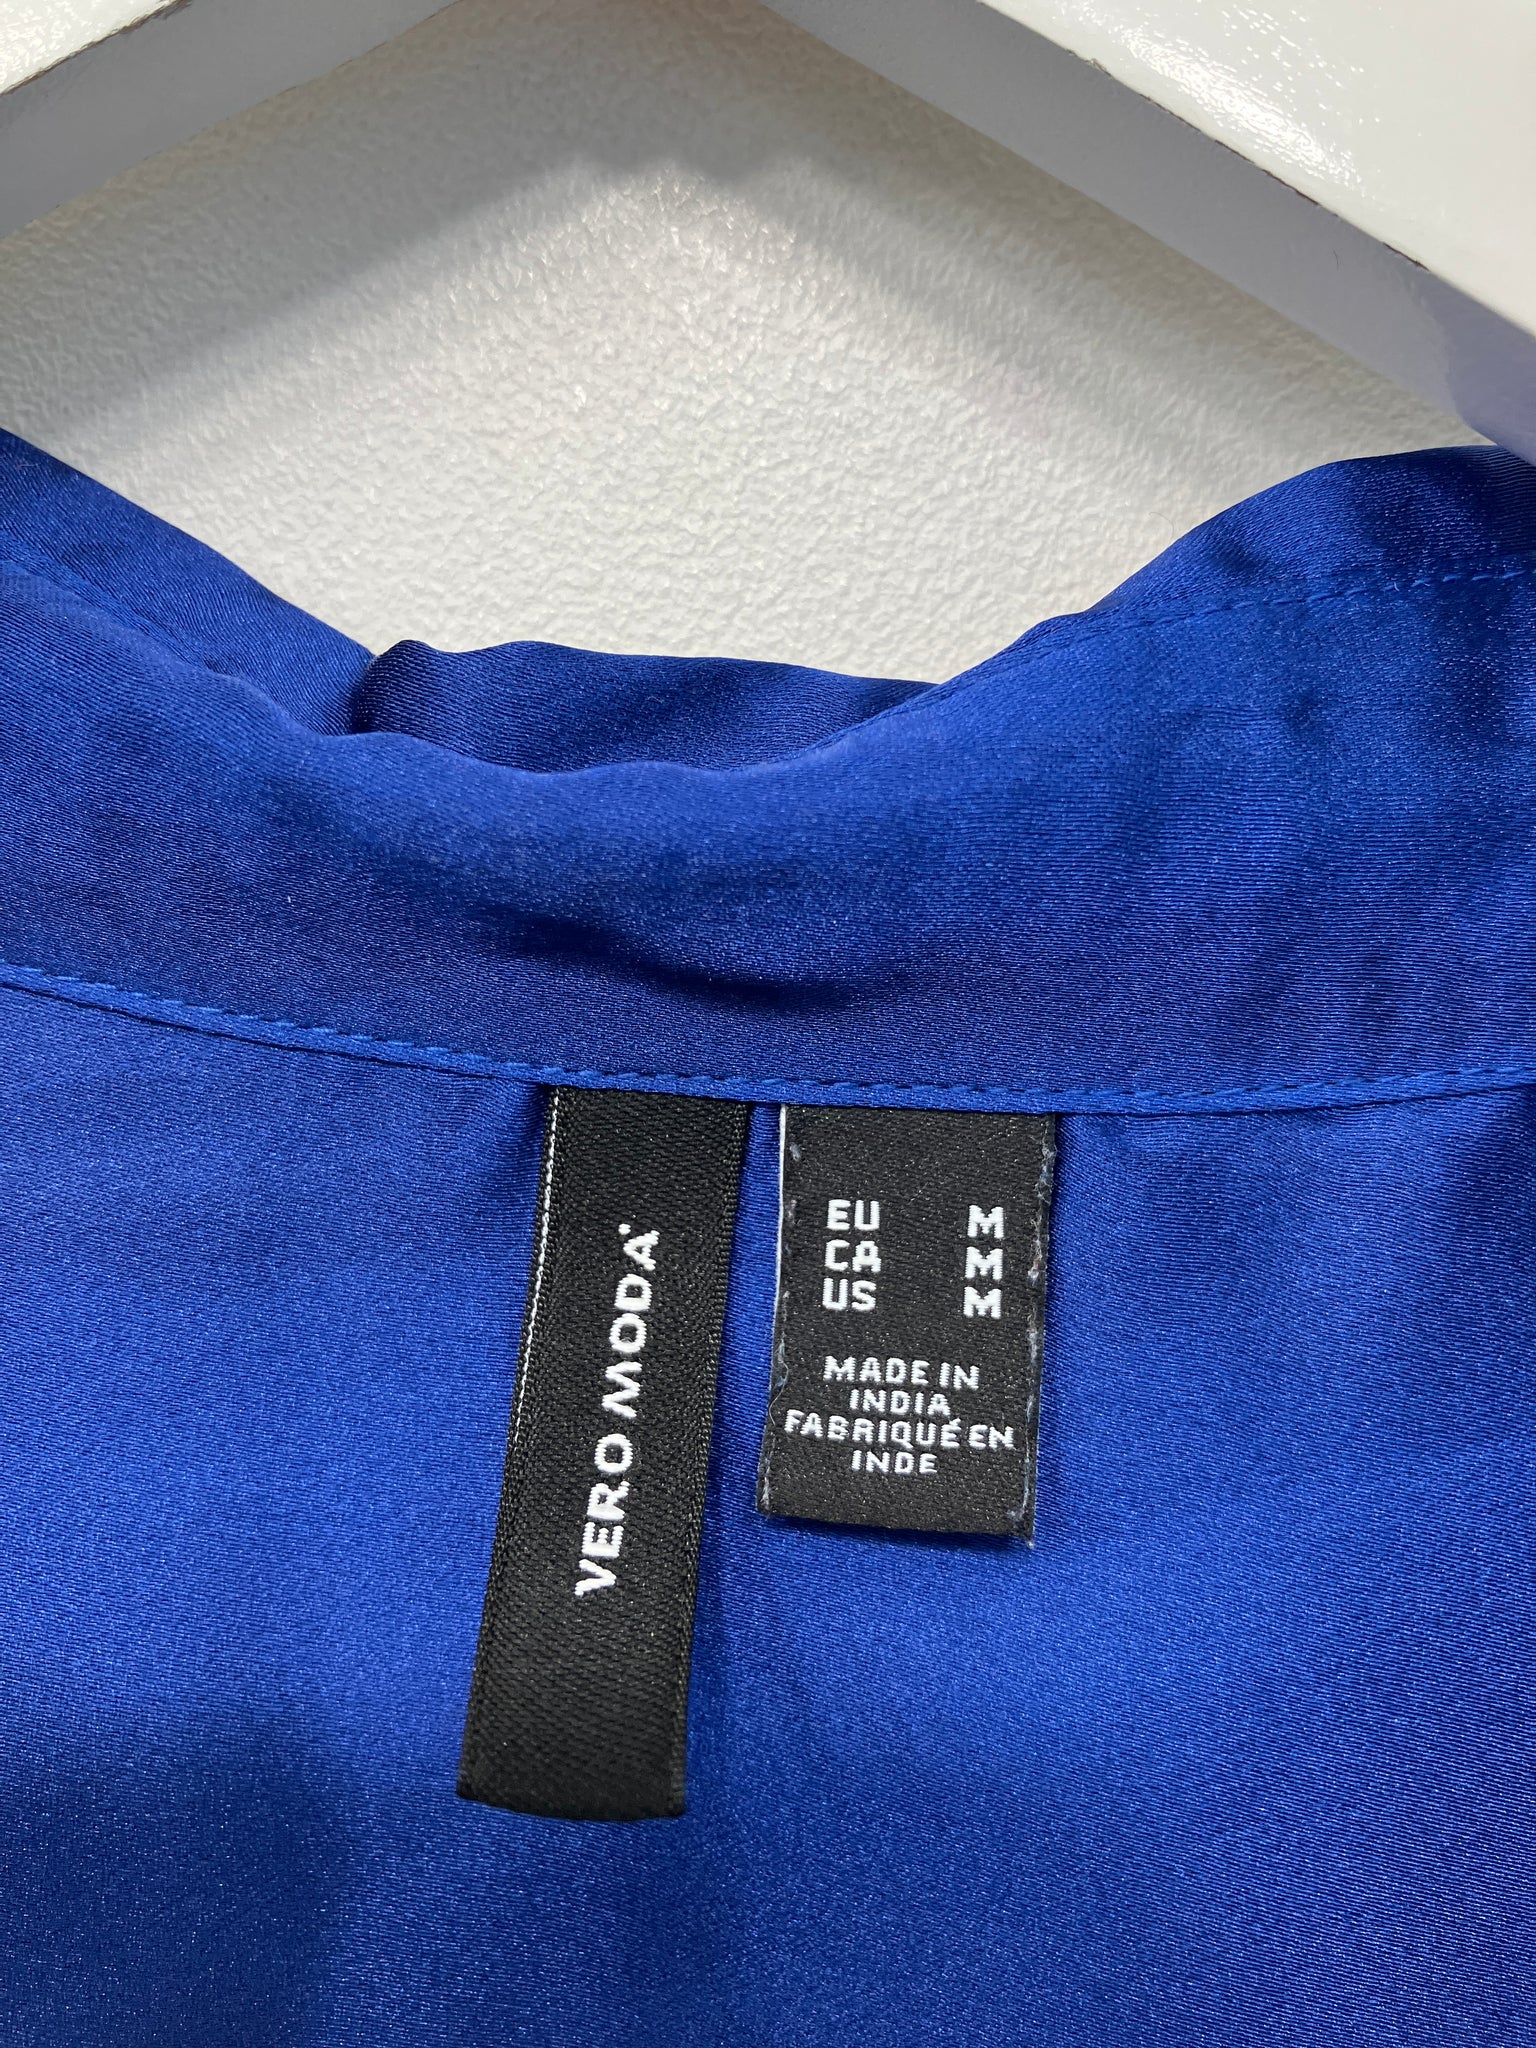 VERO MODA
EU M
CA M
US M
MADE IN
INDIA
FABRIQUÉ EN
INDE